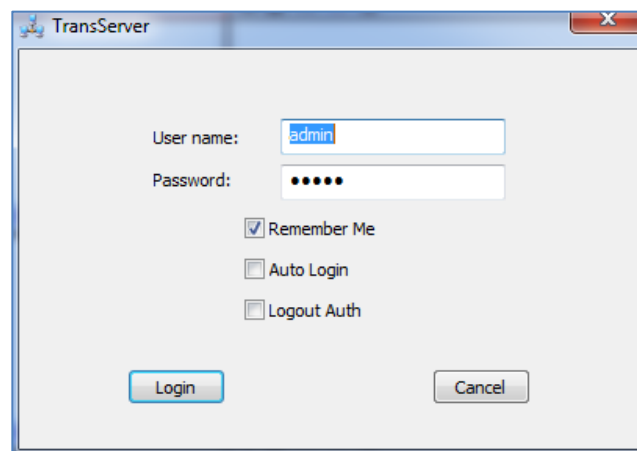 TransServer
User name: admin
Password: •••••
Remember Me
Auto Login
Logout Auth
Login Cancel